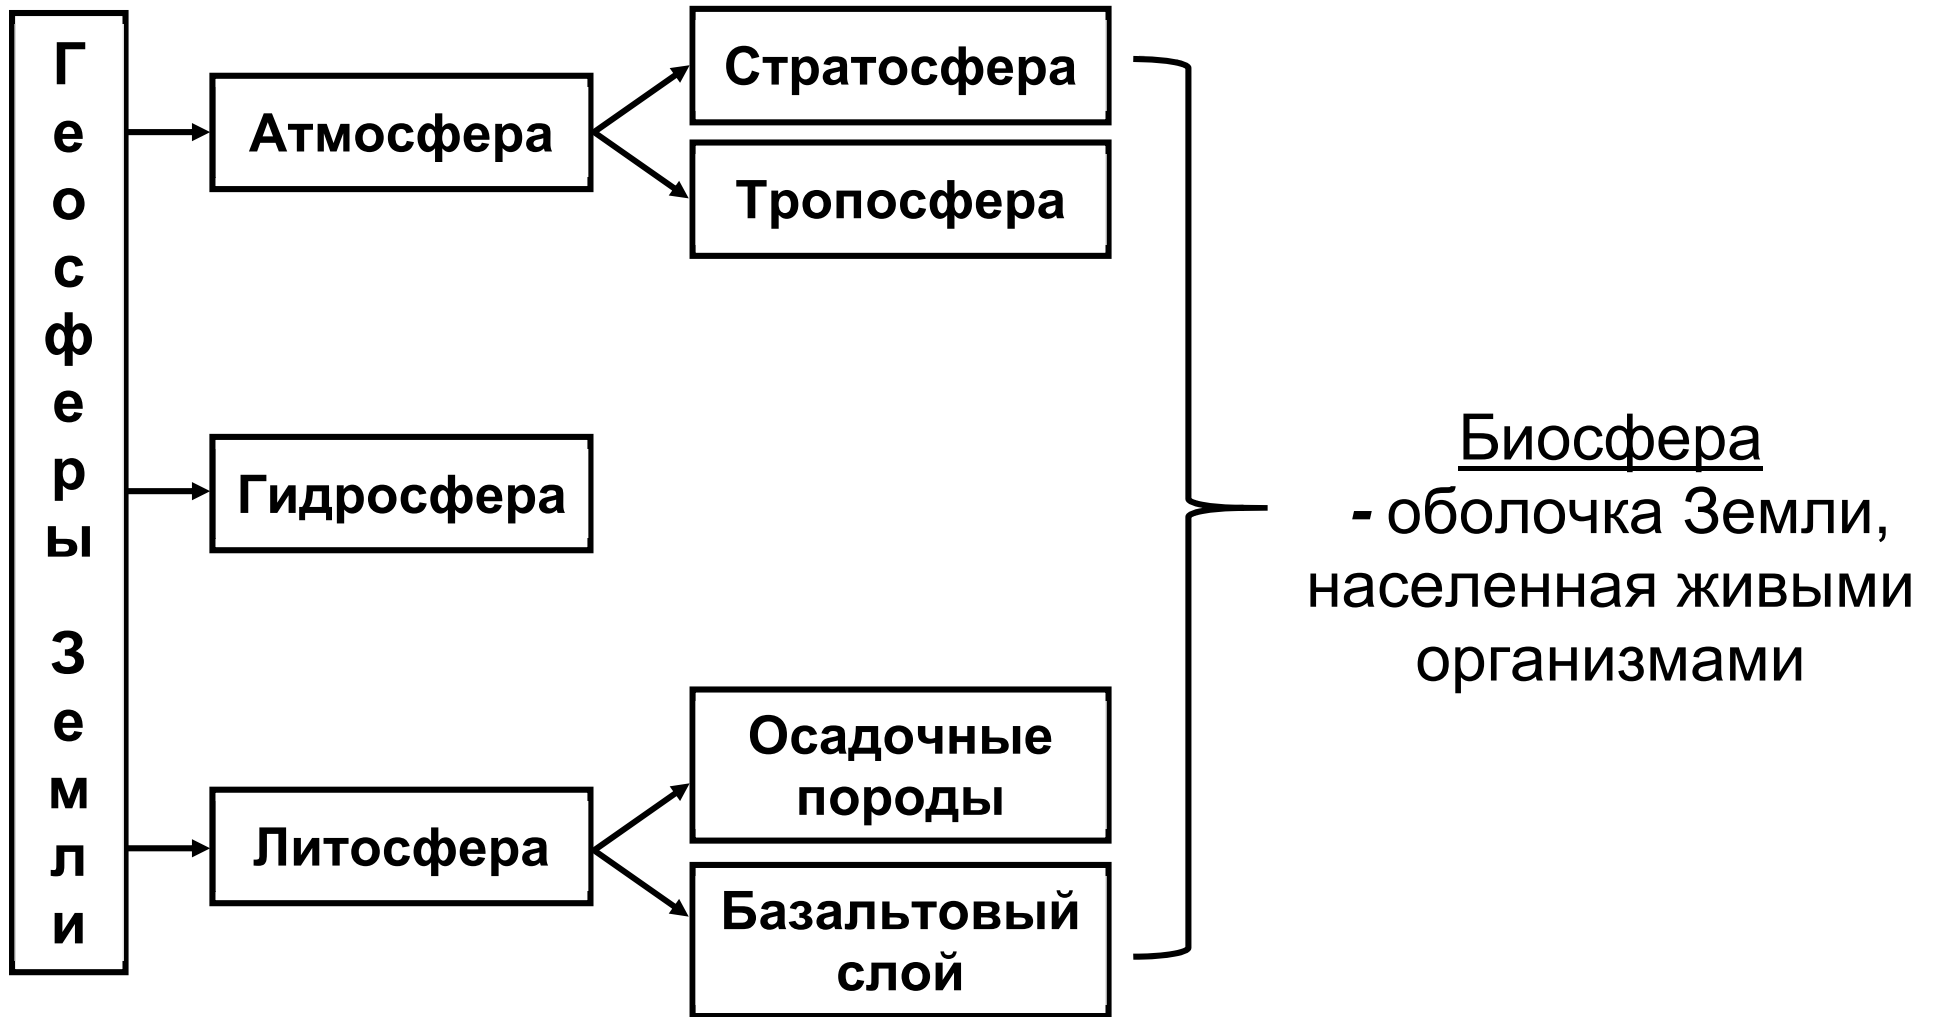 Геосферы Земли
Атмосфера
Стратосфера
Тропосфера
Гидросфера
Литосфера
Осадочные
породы
Базальтовый
слой
Биосфера
- оболочка Земли,
населенная живыми
организмами